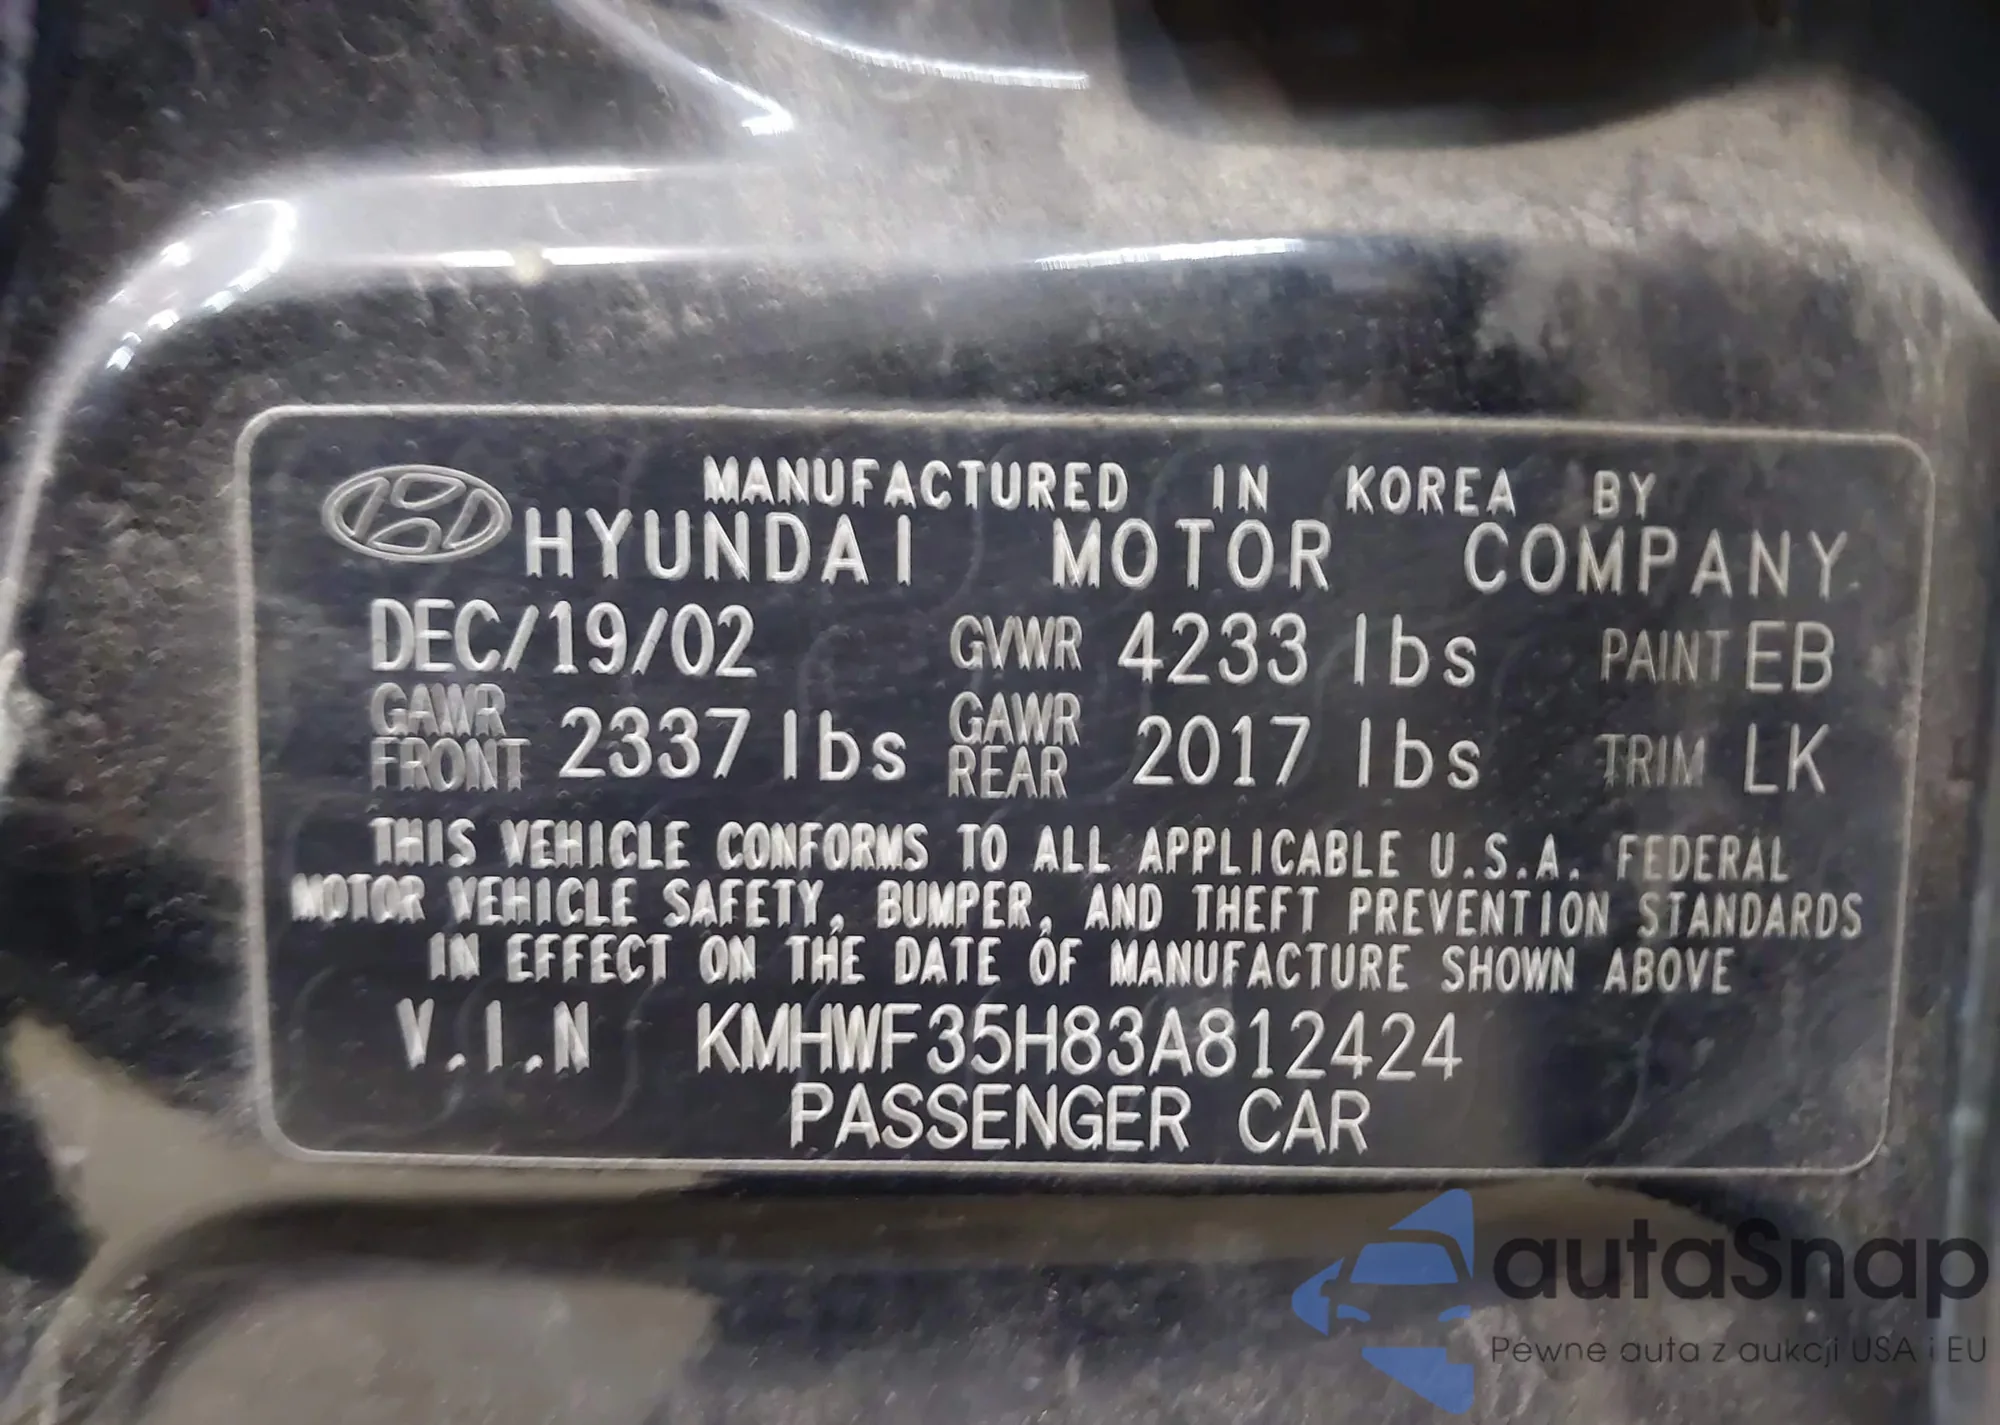 MANUFACTURED IN KOREA BY
HYUNDAI MOTOR COMPANY
DEC/19/02 GVWR 4233 lbs PAINT EB
GAWR FRONT 2337 lbs GAWR REAR 2017 lbs TRIM LK
THIS VEHICLE CONFORMS TO ALL APPLICABLE U.S.A. FEDERAL
MOTOR VEHICLE SAFETY, BUMPER, AND THEFT PREVENTION STANDARDS
IN EFFECT ON THE DATE OF MANUFACTURE SHOWN ABOVE
V.I.N KMHWF35H83A812424
PASSENGER CAR
autaSnap
Pewne auta z aukcji USA i EU